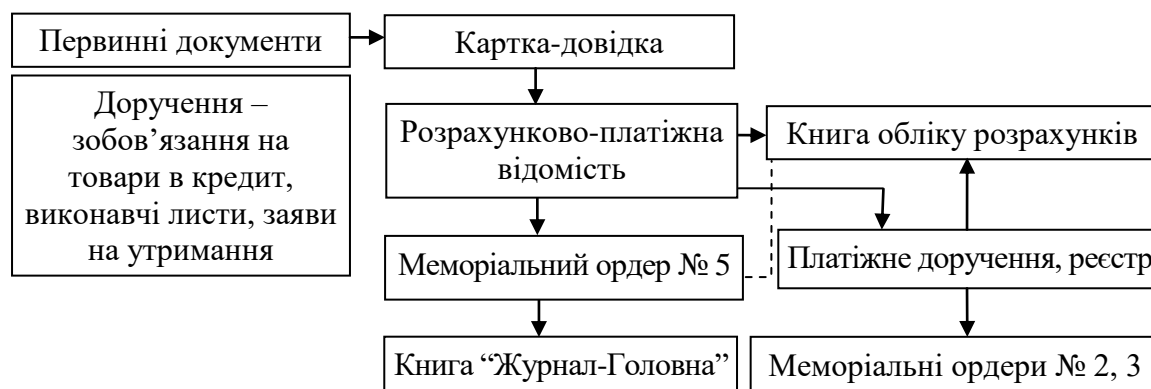 Первинні документи
Картка-довідка
Доручення –
зобов’язання на
товари в кредит,
виконавчі листи, заяви
на утримання
Розрахунково-платіжна
відомість
Книга обліку розрахунків
Меморіальний ордер № 5
Платіжне доручення, реєстр
Книга “Журнал-Головна”
Меморіальні ордери № 2, 3